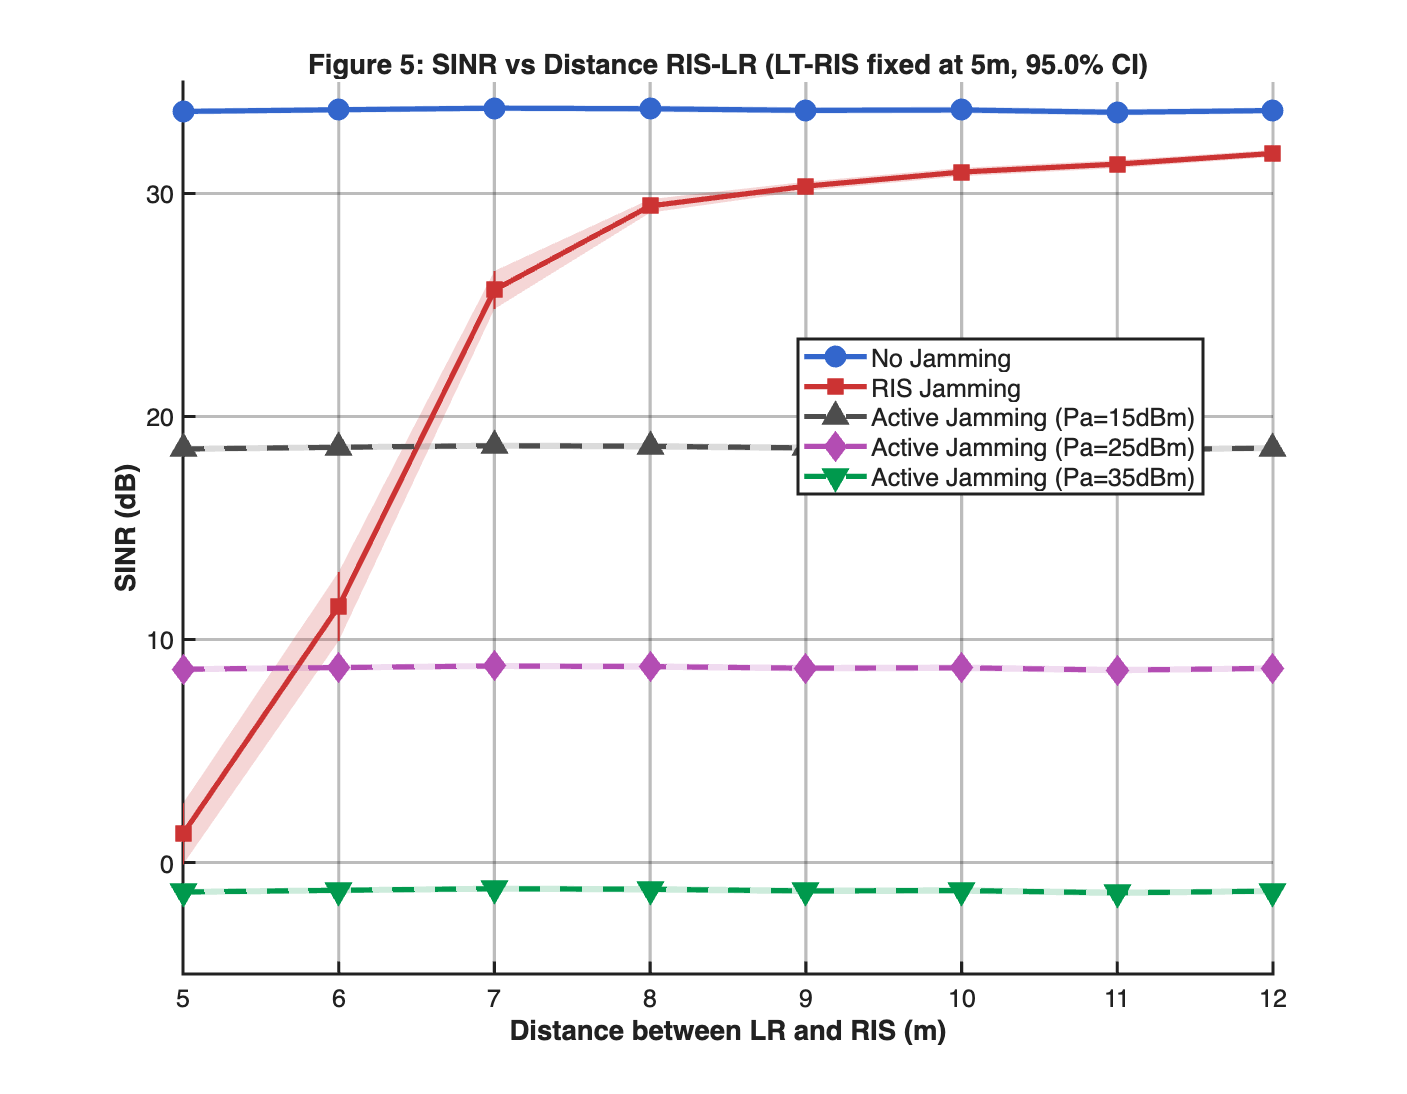 Figure 5: SINR vs Distance RIS-LR (LT-RIS fixed at 5m, 95.0% CI)
30
20
10
0
SINR (dB)
No Jamming
RIS Jamming
Active Jamming (Pa=15dBm)
Active Jamming (Pa=25dBm)
Active Jamming (Pa=35dBm)
5 6 7 8 9 10 11 12
Distance between LR and RIS (m)